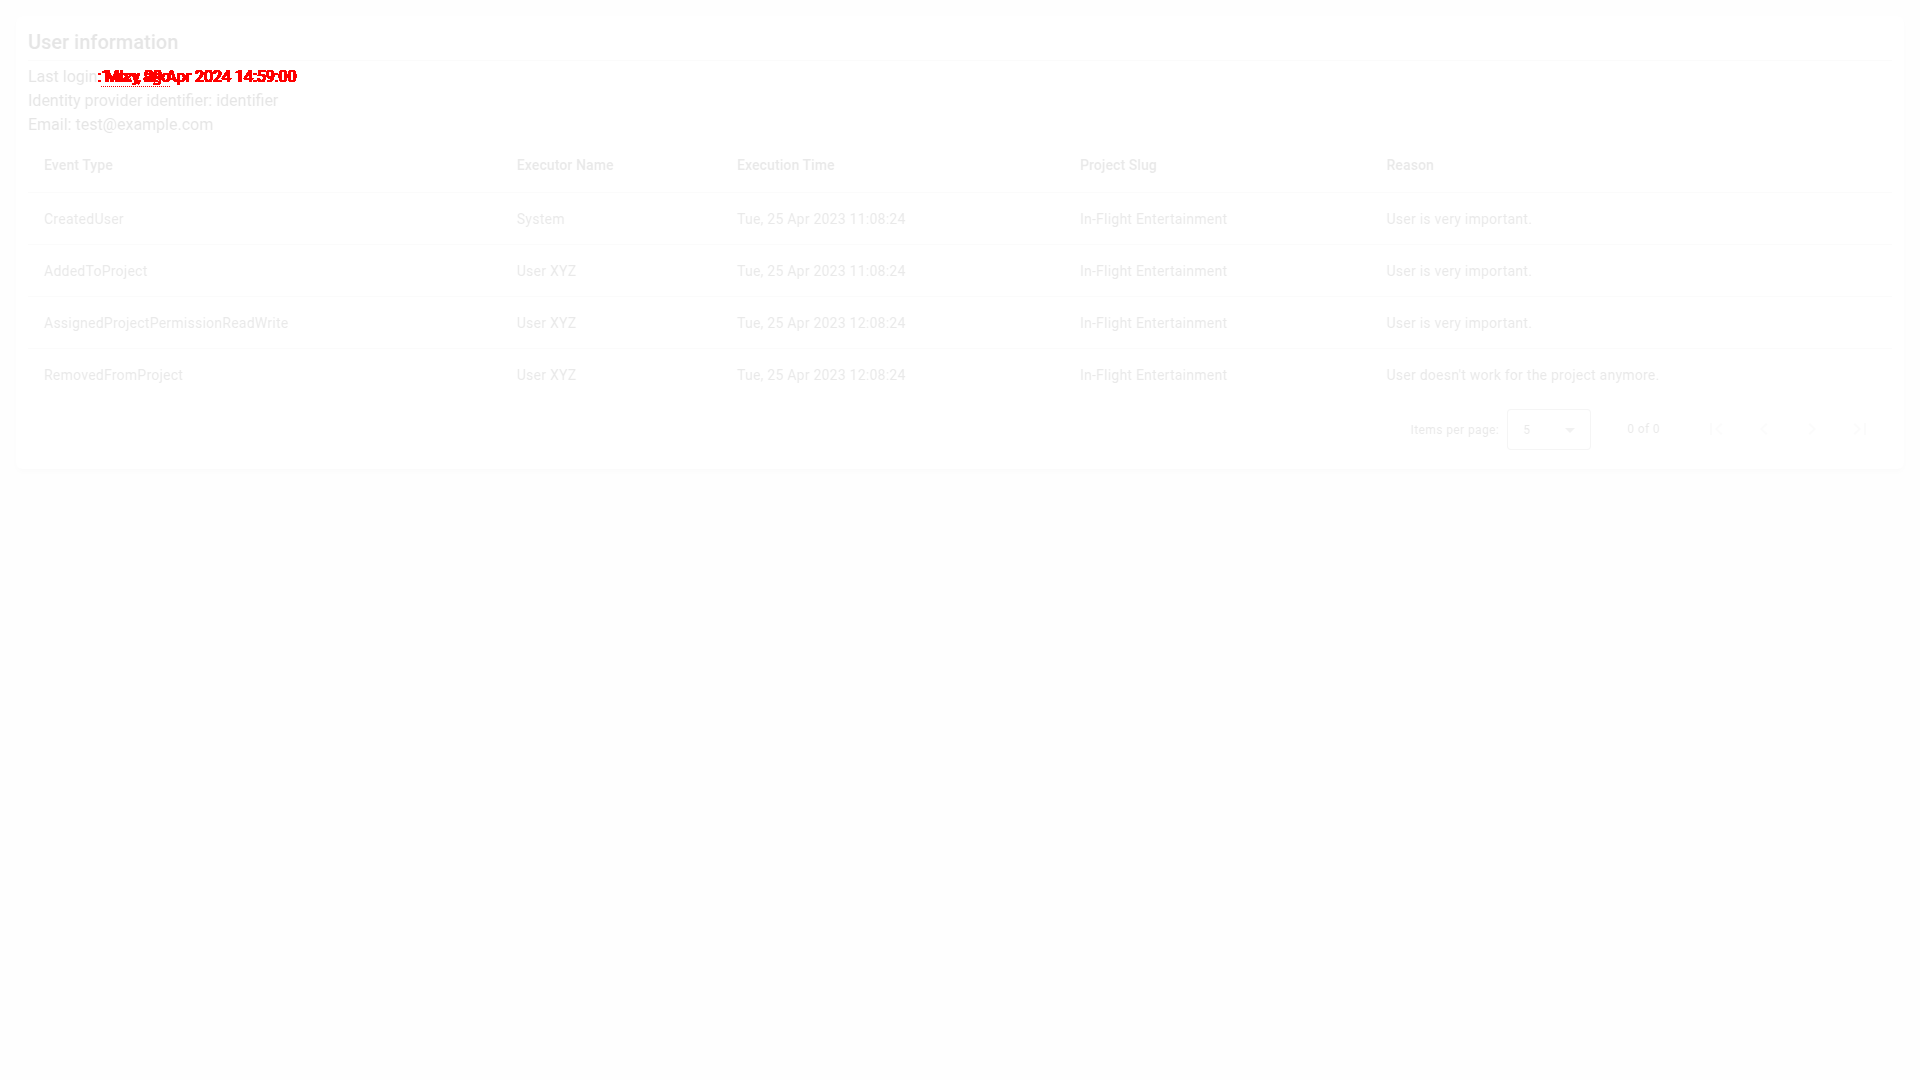 User information
Last login: Apr 2024 14:59:00
Identity provider identifier: identifier
Email: test@example.com
Event Type Executor Name Execution Time Project Slug Reason
CreatedUser System Tue, 25 Apr 2023 11:08:24 In-Flight Entertainment User is very important.
AddedToProject User XYZ Tue, 25 Apr 2023 11:08:24 In-Flight Entertainment User is very important.
AssignedProjectPermissionReadWrite User XYZ Tue, 25 Apr 2023 12:08:24 In-Flight Entertainment User is very important.
RemovedFromProject User XYZ Tue, 25 Apr 2023 12:08:24 In-Flight Entertainment User doesn't work for the project anymore.
Items per page: 5 0 of 0